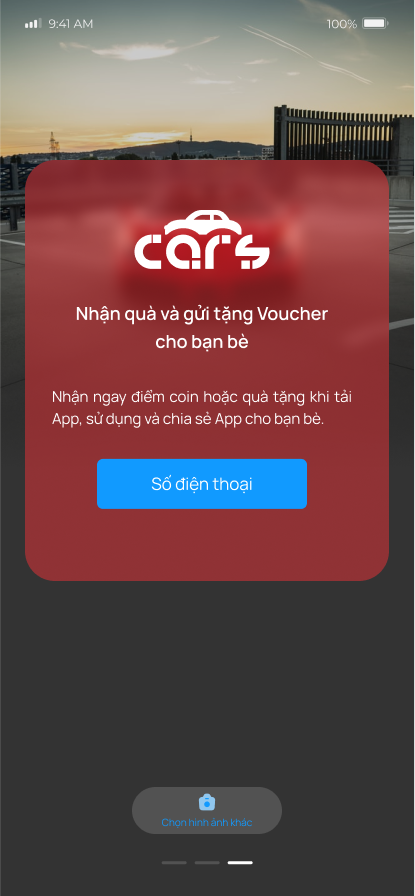 9:41 AM 100%
cars
Nhận quà và gửi tặng Voucher
cho bạn bè
Nhận ngay điểm coin hoặc quà tặng khi tải
App, sử dụng và chia sẻ App cho bạn bè.
Số điện thoại
Chọn hình ảnh khác